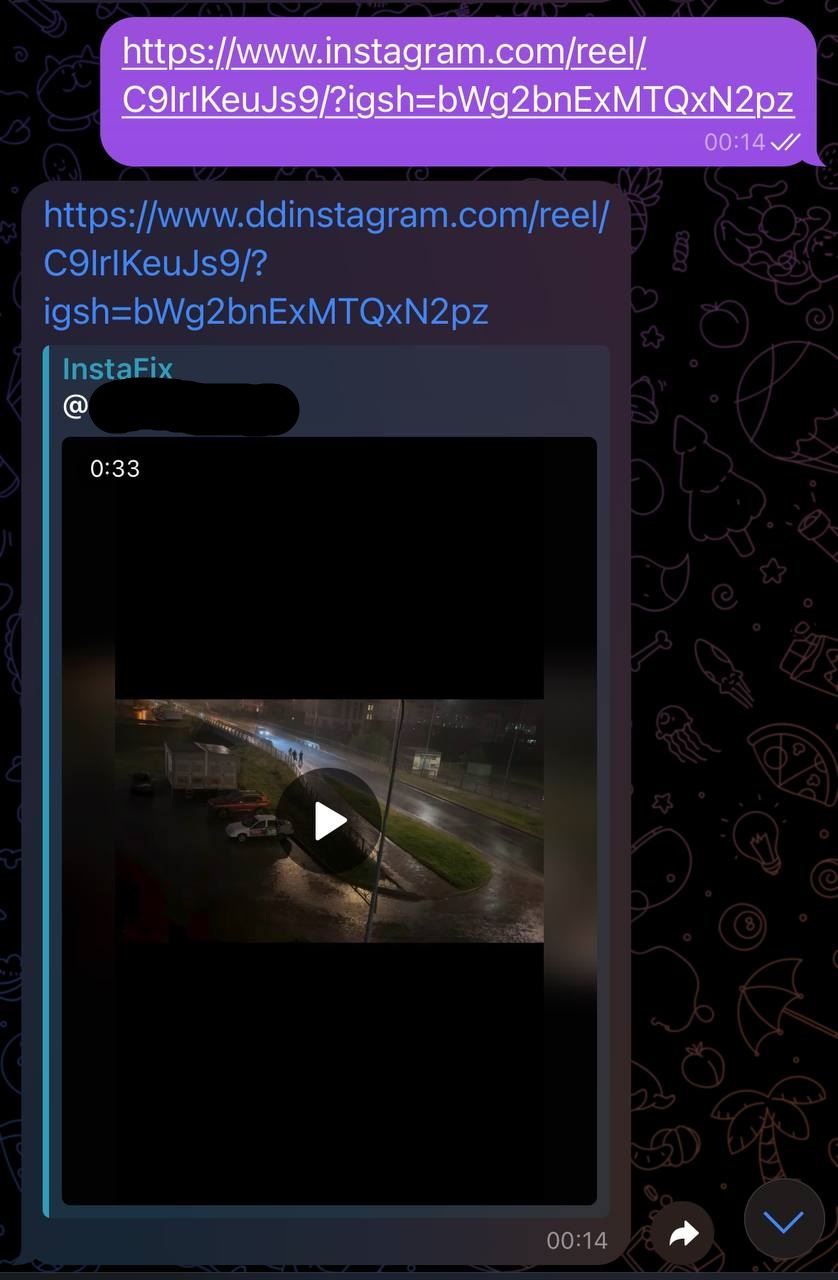 https://www.instagram.com/reel/
C9IrIKeuJs9/?igsh=bWg2bnExMTQxN2pz
00:14
https://www.ddinstagram.com/reel/
C9IrIKeuJs9/?
igsh=bWg2bnExMTQxN2pz
InstaFix
@
0:33
00:14